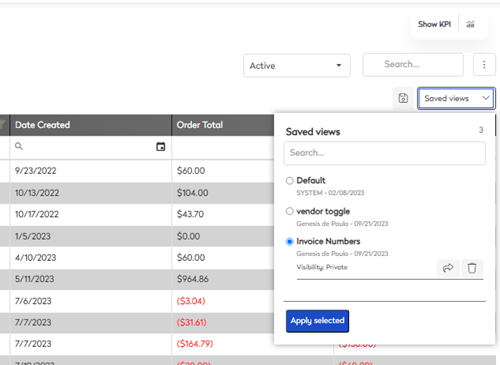 Show KPI
Active
Search...
Saved views
Date Created
Order Total
Saved views
3
Search...
Default
SYSTEM - 02/08/2023
vendor toggle
Genesis de Paula - 09/21/2023
Invoice Numbers
Genesis de Paula - 09/21/2023
Visibility: Private
Apply selected
9/23/2022 $60.00
10/13/2022 $104.00
10/17/2022 $43.70
1/5/2023 $0.00
4/10/2023 $60.00
5/11/2023 $964.86
7/6/2023 ($3.04)
7/7/2023 ($31.61)
7/7/2023 ($164.79)